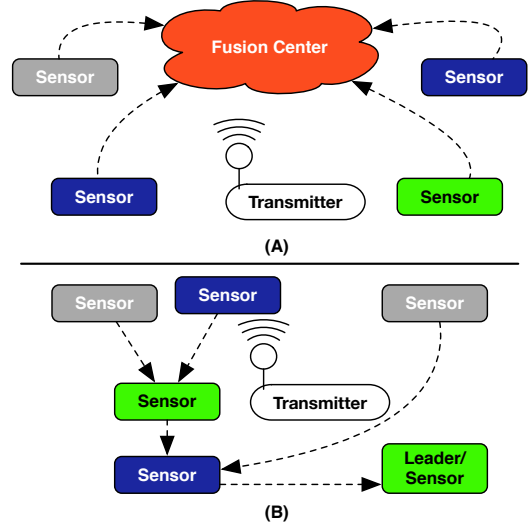 Fusion Center
Sensor
Sensor
Sensor
Transmitter
Sensor
(A)
Sensor
Sensor
Sensor
Sensor
Transmitter
Sensor
Leader/
Sensor
(B)